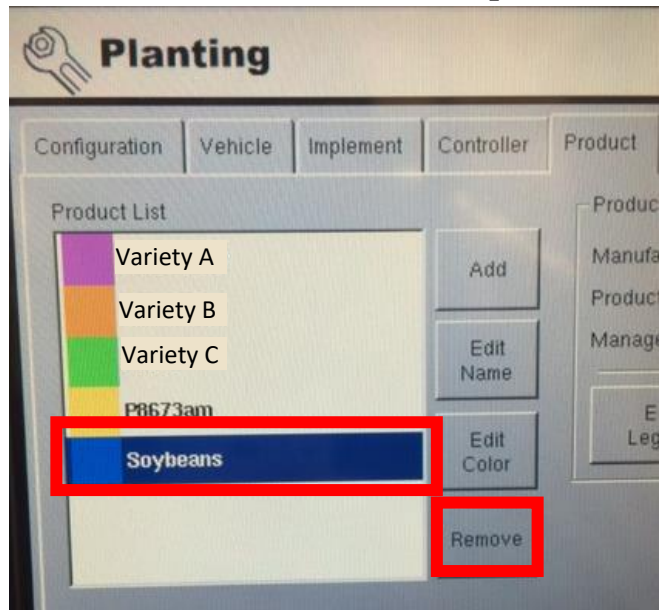 Planting
Configuration
Vehicle
Implement
Controller
Product
Product List
Variety A
Variety B
Variety C
P8673am
Soybeans
Add
Edit
Name
Edit
Color
Remove
Produc
Manufa
Product
Manage
E
Leg